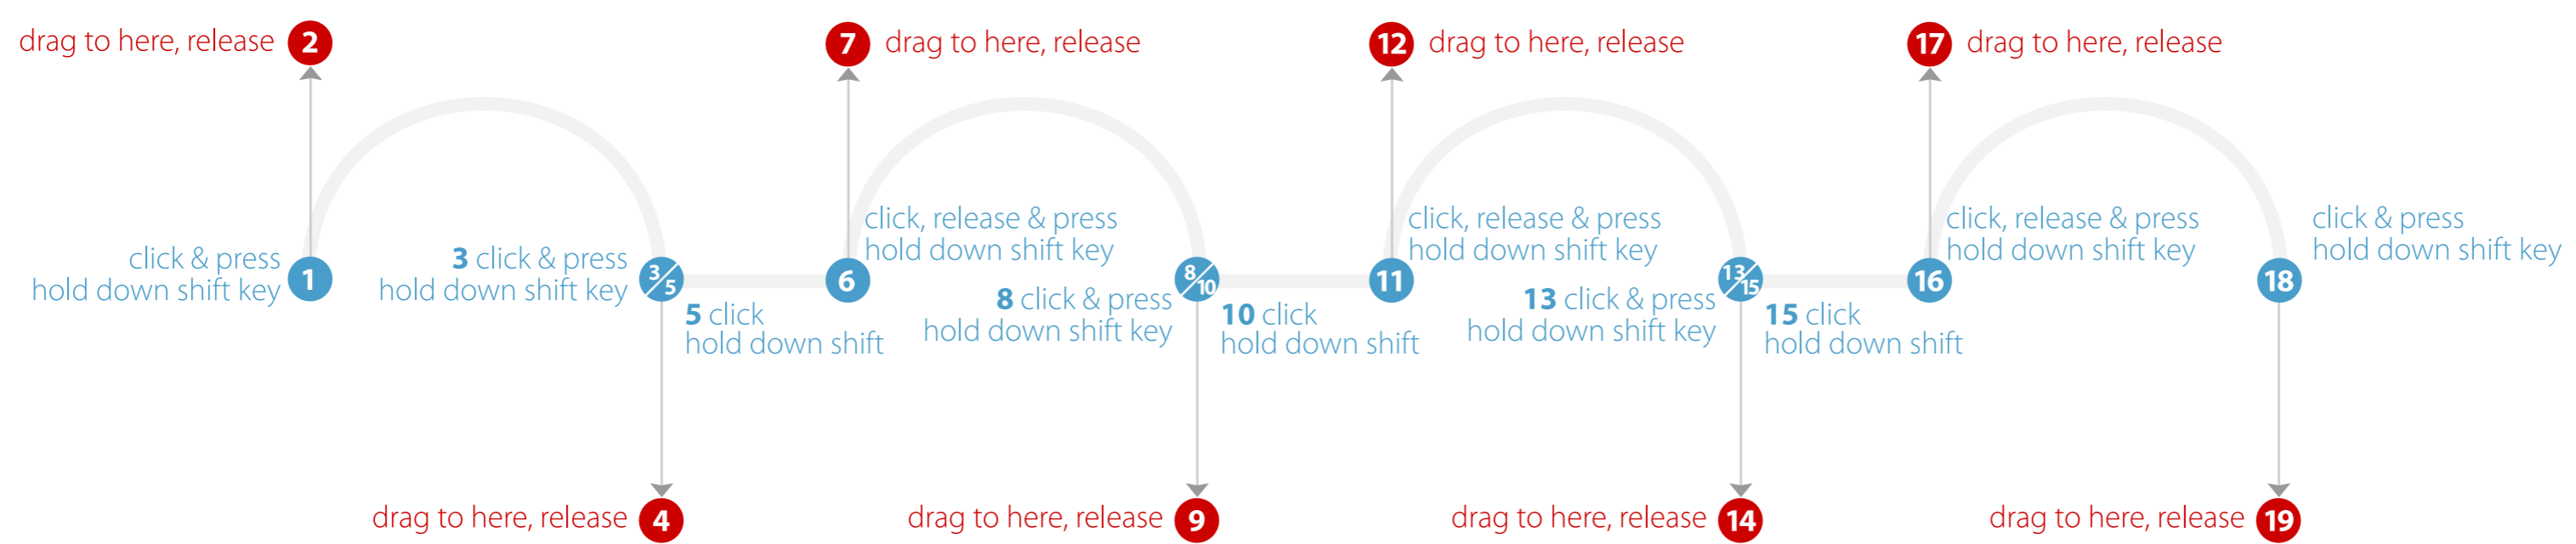 drag to here, release 2
7 drag to here, release
12 drag to here, release
17 drag to here, release
click & press
hold down shift key
1
3 click & press
hold down shift key
3/5
5 click
hold down shift
click, release & press
hold down shift key
6
8 click & press
hold down shift key
8/10
10 click
hold down shift
click, release & press
hold down shift key
11
13 click & press
hold down shift key
13/15
15 click
hold down shift
click, release & press
hold down shift key
16
click & press
hold down shift key
18
drag to here, release 4
drag to here, release 9
drag to here, release 14
drag to here, release 19